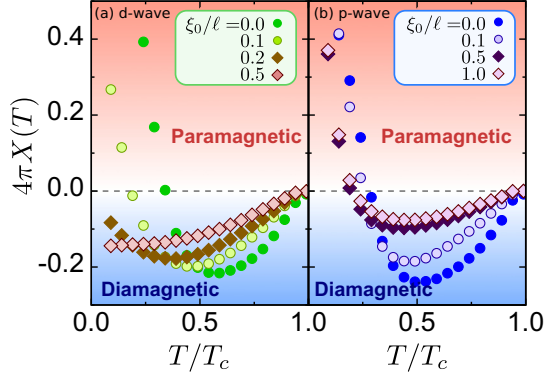 (a) d-wave
ξ₀/ℓ=0.0
0.1
0.2
0.5
Paramagnetic
Diamagnetic
(b) p-wave
ξ₀/ℓ=0.0
0.1
0.5
1.0
Paramagnetic
Diamagnetic
4πX(T)
0.4
0.2
0.0
-0.2
0.0 0.5 1.0 0.5 1.0
T/T_c T/T_c